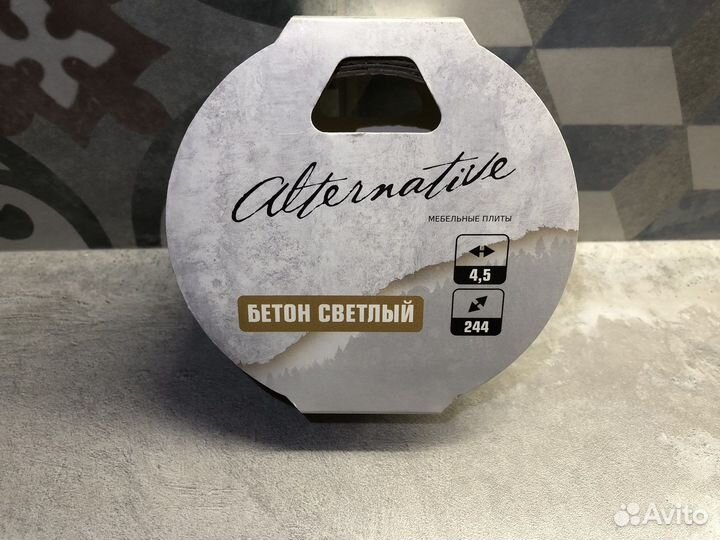 alternative
МЕБЕЛЬНЫЕ ПЛИТЫ
4,5
БЕТОН СВЕТЛЫЙ
244
Avito